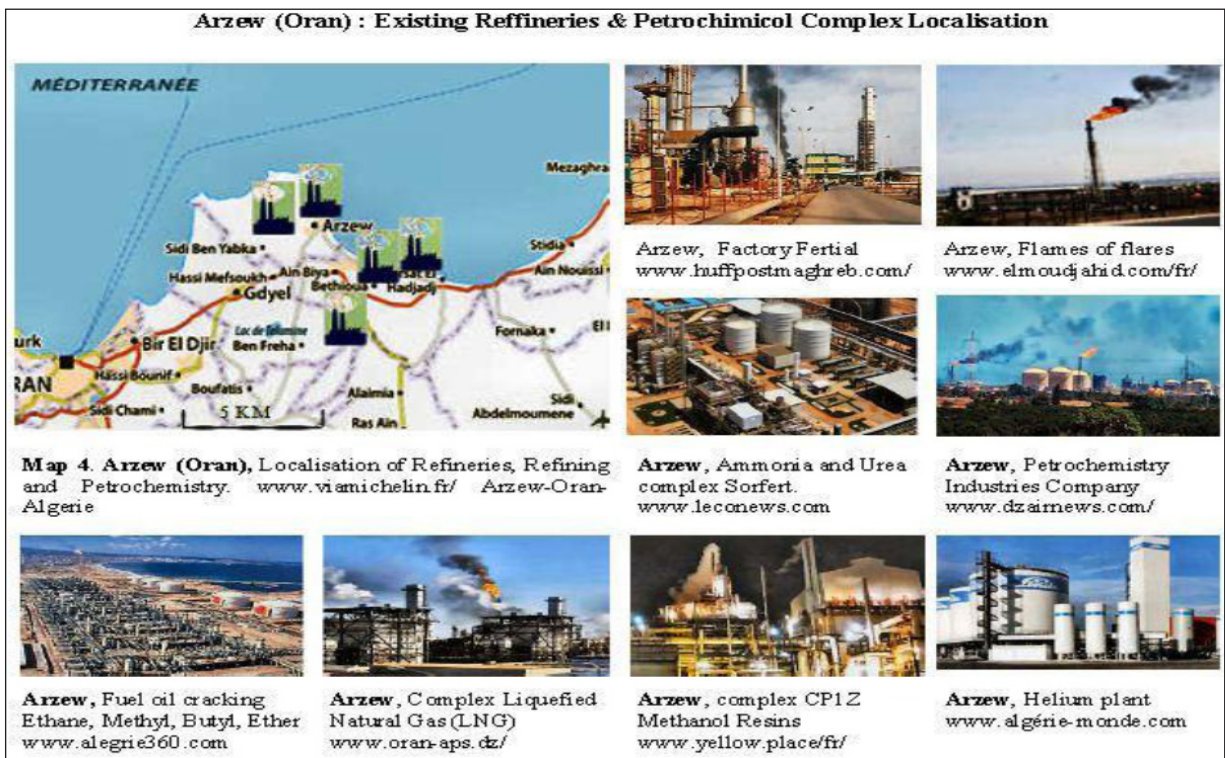 Arzew (Oran) : Existing Reffineries & Petrochimicol Complex Localisation
MÉDITERRANÉE
Mezaghra
Arzew
Sidi Ben Yabka
Stidia
Hassi Mefsoukh
Ain Biya
Ain Nouissi
Bethioua
Hadjadj
Gdyel
Fornaka
El
urk
Bir El Djir
Ben Freha
RAN
Hassi Bounif
Boufatis
Alaimia
Sidi
Abdelmoumene
Sidi Chami
5 KM
Ras Ain
Map 4. Arzew (Oran), Localisation of Refineries, Refining
and Petrochemistry. www.viamichelin.fr/ Arzew-Oran-
Algerie
Arzew, Factory Fertial
www.huffpostmaghreb.com/
Arzew, Flames of flares
www.elmoudjahid.com/fr/
Arzew, Ammonia and Urea
complex Sorfert.
www.leconews.com
Arzew, Petrochemistry
Industries Company
www.dzairnews.com/
Arzew, Fuel oil cracking
Ethane, Methyl, Butyl, Ether
www.alegrie360.com
Arzew, Complex Liquefied
Natural Gas (LNG)
www.oran-aps.dz/
Arzew, complex CP1Z
Methanol Resins
www.yellow.place/fr/
Arzew, Helium plant
www.algérie-monde.com